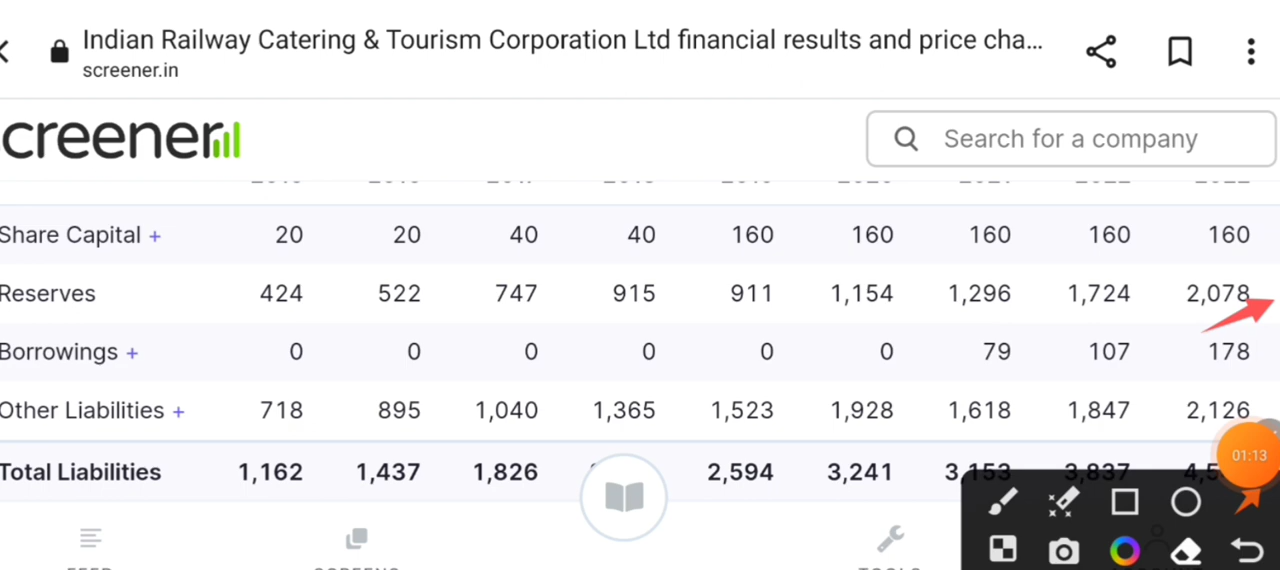 Indian Railway Catering & Tourism Corporation Ltd financial results and price cha...
screener.in
creener
Search for a company
Share Capital + 20 20 40 40 160 160 160 160 160
Reserves 424 522 747 915 911 1,154 1,296 1,724 2,078
Borrowings + 0 0 0 0 0 0 79 107 178
Other Liabilities + 718 895 1,040 1,365 1,523 1,928 1,618 1,847 2,126
Total Liabilities 1,162 1,437 1,826 2,594 3,241 3,153 3,837
01:13